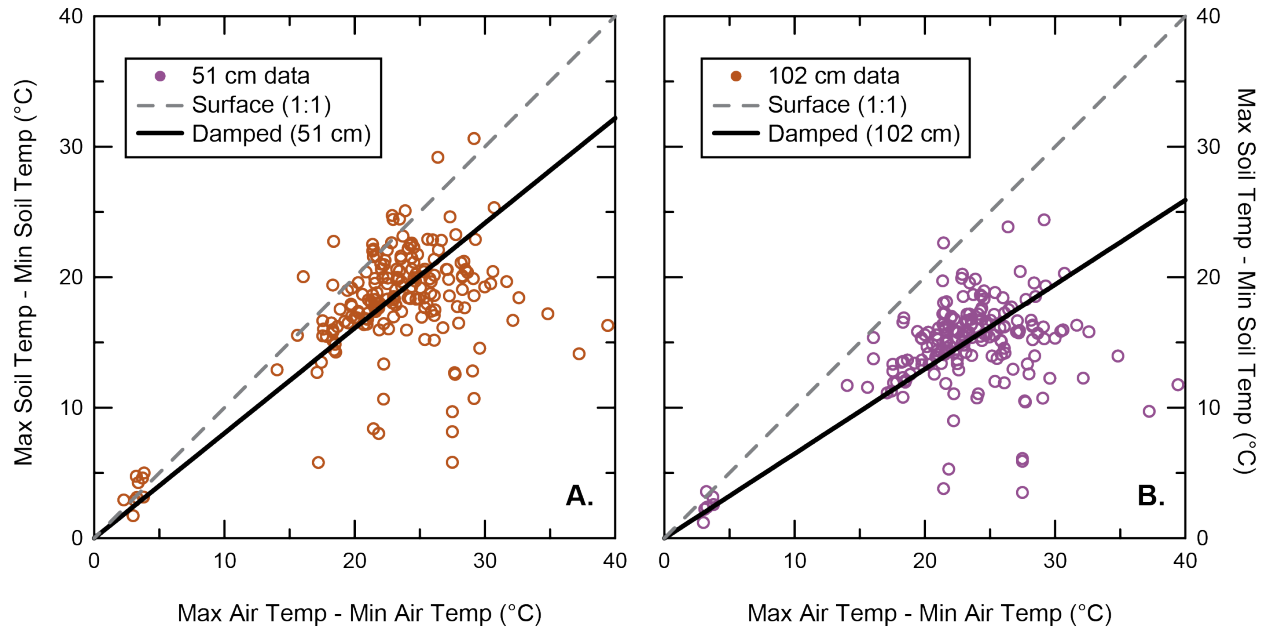 40
30
20
10
0
Max Soil Temp - Min Soil Temp (°C)
51 cm data
Surface (1:1)
Damped (51 cm)
A.
0
10
20
30
40
Max Air Temp - Min Air Temp (°C)
102 cm data
Surface (1:1)
Damped (102 cm)
B.
0
10
20
30
40
Max Air Temp - Min Air Temp (°C)
40
30
20
10
0
Max Soil Temp - Min Soil Temp (°C)